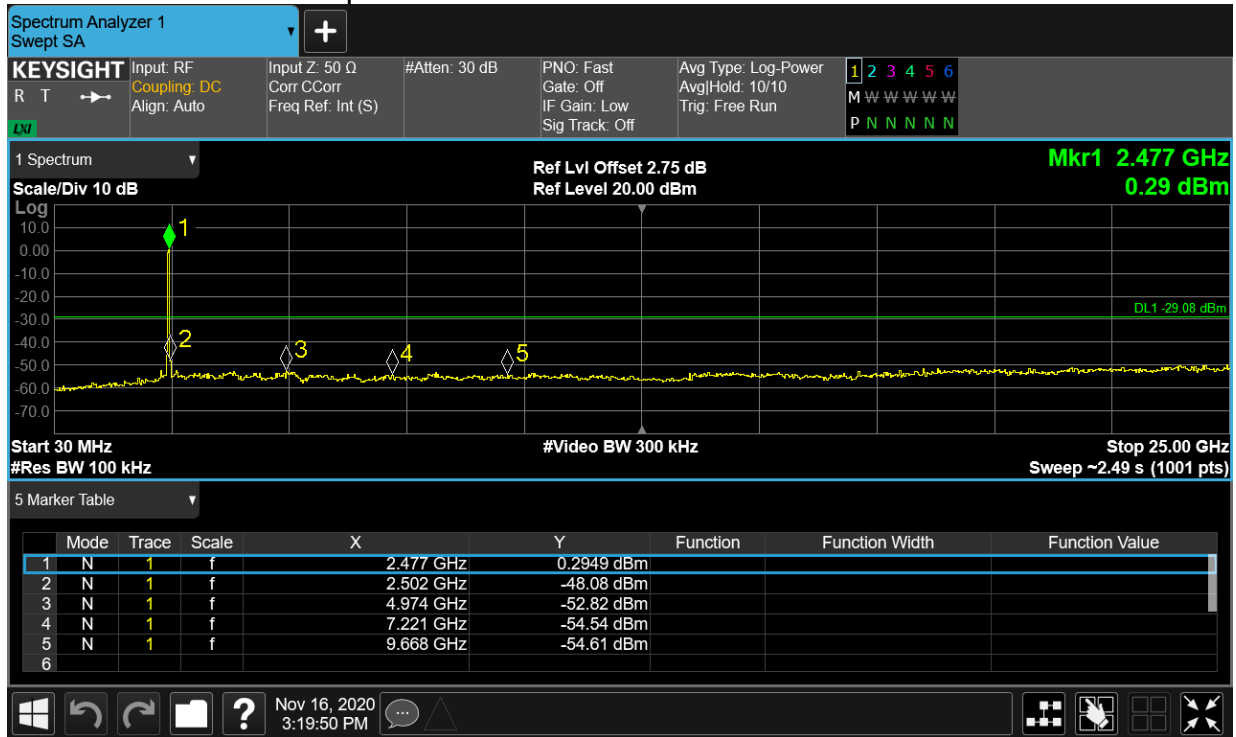 Spectrum Analyzer 1
Swept SA
KEYSIGHT
R T
LXI
Input: RF
Coupling: DC
Align: Auto
Input Z: 50 Ω
Corr CCorr
Freq Ref: Int (S)
#Atten: 30 dB
PNO: Fast
Gate: Off
IF Gain: Low
Sig Track: Off
Avg Type: Log-Power
Avg|Hold: 10/10
Trig: Free Run
1 2 3 4 5 6
M W W W W W
P N N N N N
1 Spectrum
Scale/Div 10 dB
Ref Lvl Offset 2.75 dB
Ref Level 20.00 dBm
Mkr1 2.477 GHz
0.29 dBm
Log
10.0
0.00
-10.0
-20.0
-30.0
-40.0
-50.0
-60.0
-70.0
1
2
3
4
5
DL1 -29.08 dBm
Start 30 MHz
#Res BW 100 kHz
#Video BW 300 kHz
Stop 25.00 GHz
Sweep ~2.49 s (1001 pts)
5 Marker Table
Mode Trace Scale X Y Function Function Width Function Value
1 N 1 f 2.477 GHz 0.2949 dBm
2 N 1 f 2.502 GHz -48.08 dBm
3 N 1 f 4.974 GHz -52.82 dBm
4 N 1 f 7.221 GHz -54.54 dBm
5 N 1 f 9.668 GHz -54.61 dBm
6
?
Nov 16, 2020
3:19:50 PM